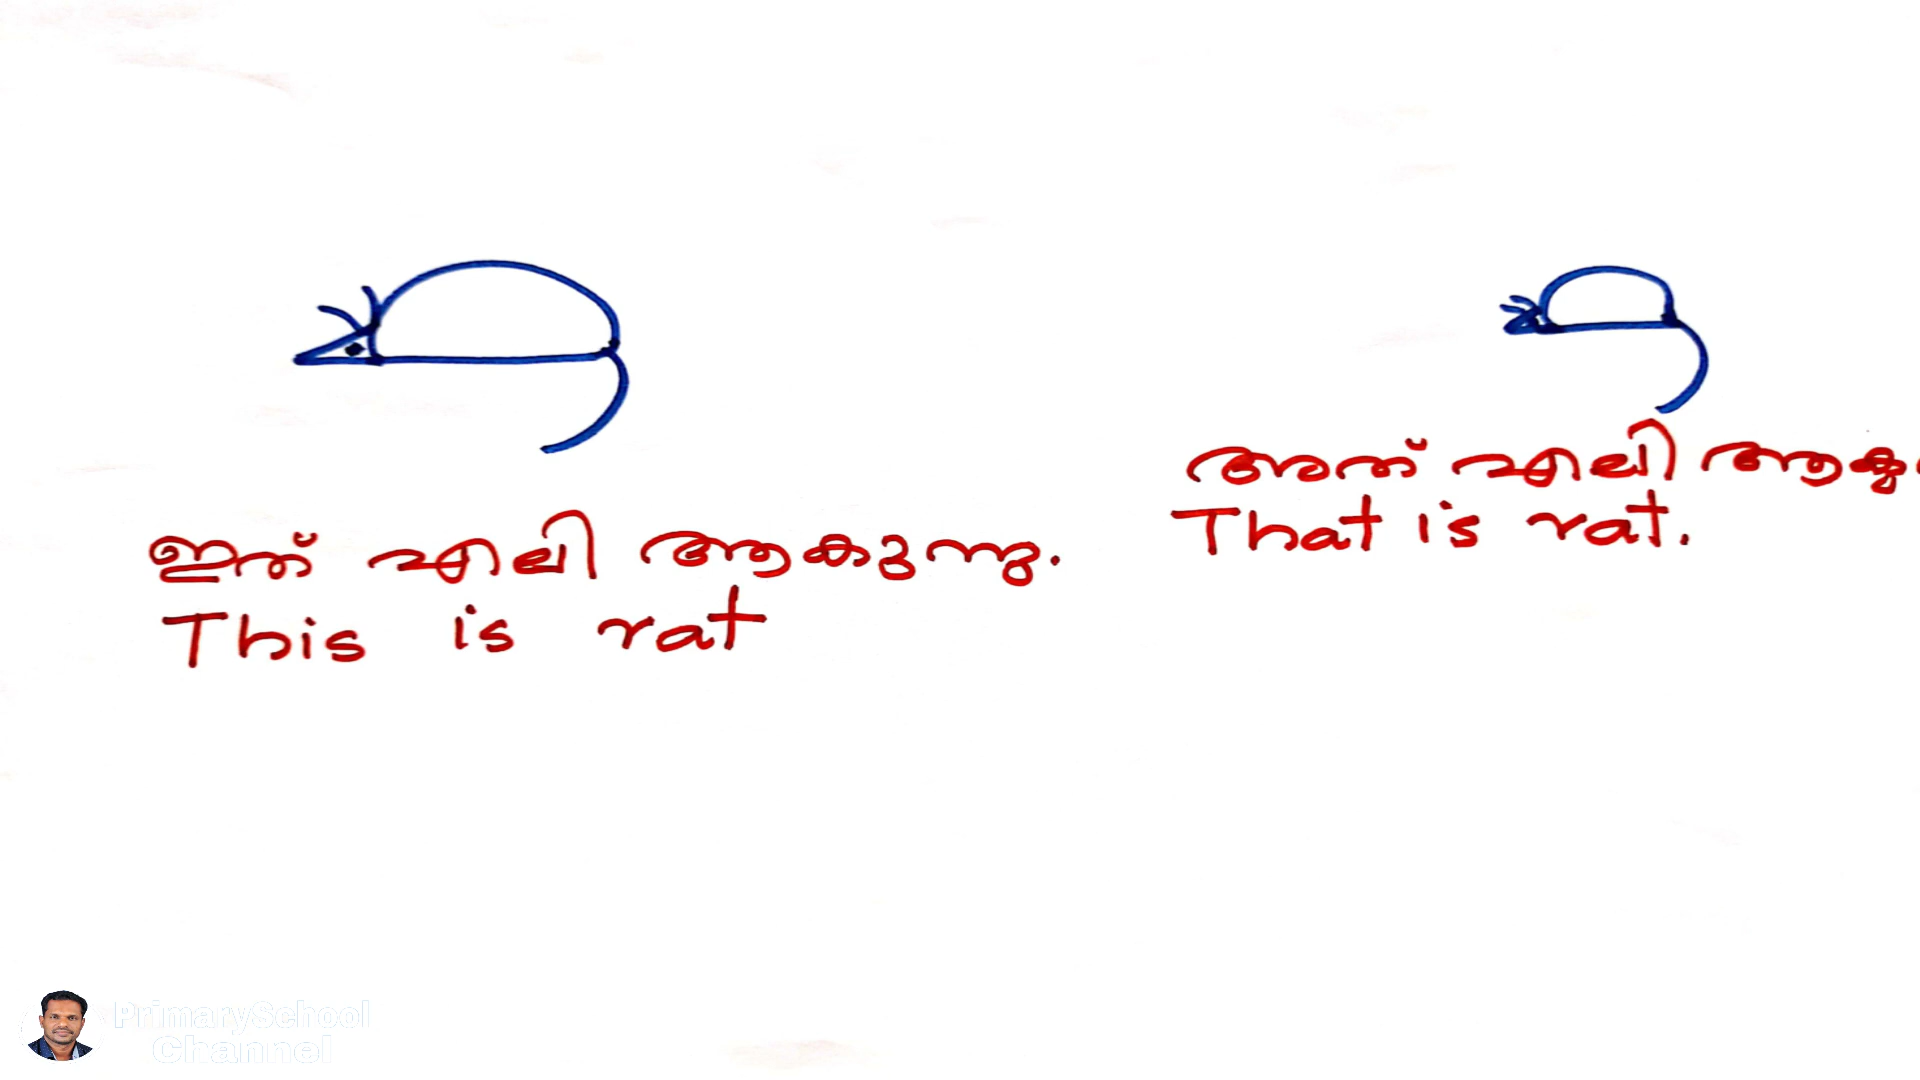 ഇത് എലി ആകുന്നു.
This is rat
അത് എലി
That is rat.
PrimarySchool
Channel